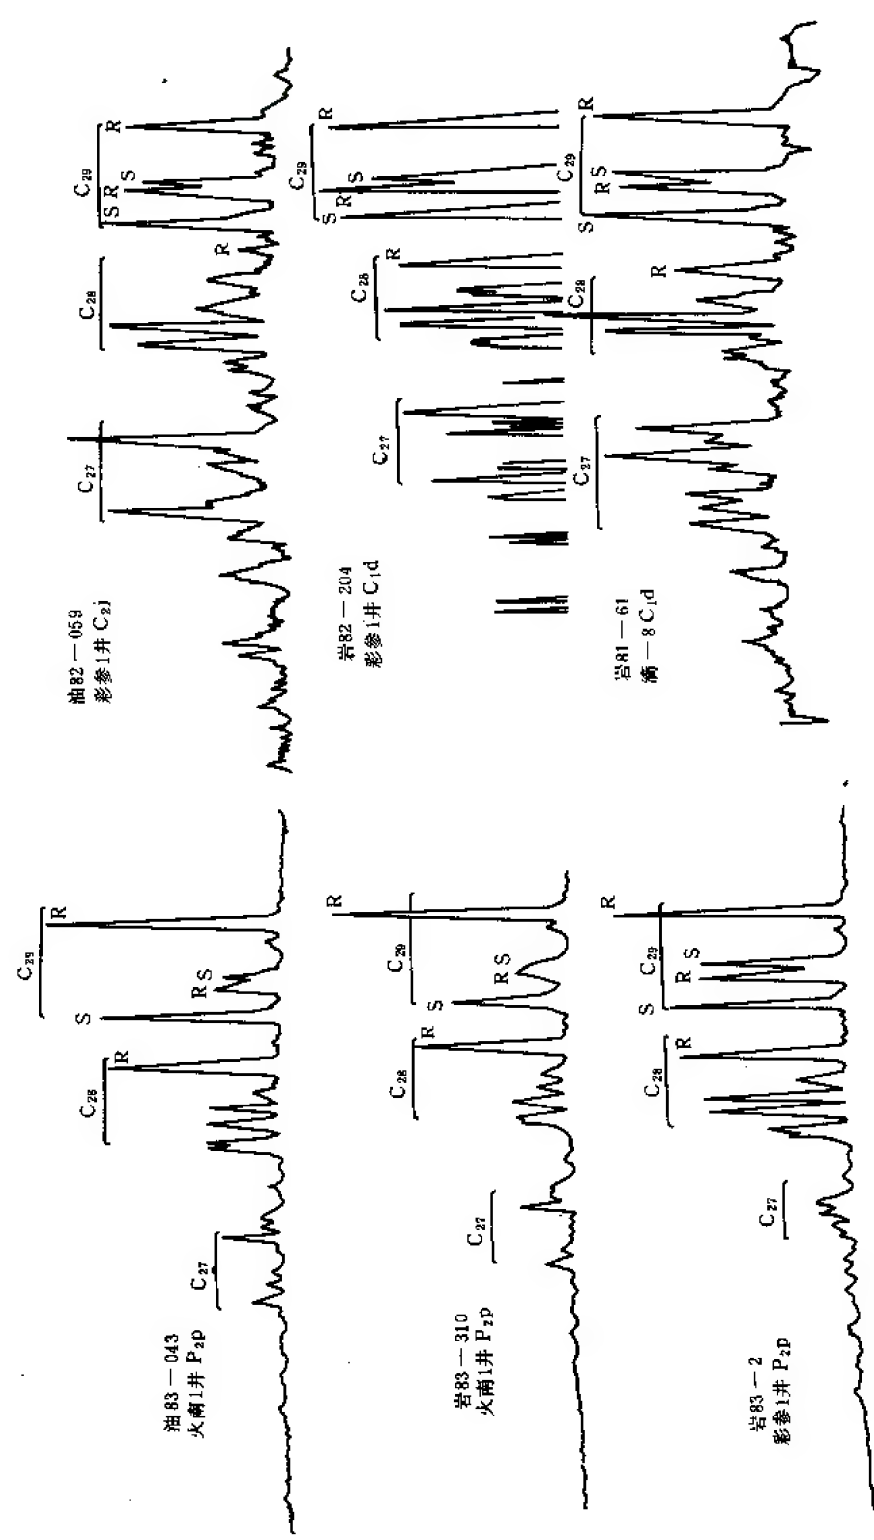 油83—043
火南1井 P₂p
C₂₇
C₂₈
R
C₂₉
S
R S
R
油82—059
彩参1井 C₂j
C₂₇
C₂₈
R
C₂₉
S
R S
R
岩83—310
火南1井 P₂p
C₂₇
C₂₈
R
C₂₉
S
R S
R
岩82—204
彩参1井 C₁d
C₂₇
C₂₈
R
C₂₉
S
R S
R
岩83—2
彩参1井 P₂p
C₂₇
C₂₈
R
C₂₉
S
R S
R
岩81—61
滴—8 C₁d
C₂₇
C₂₈
R
C₂₉
S
R S
R